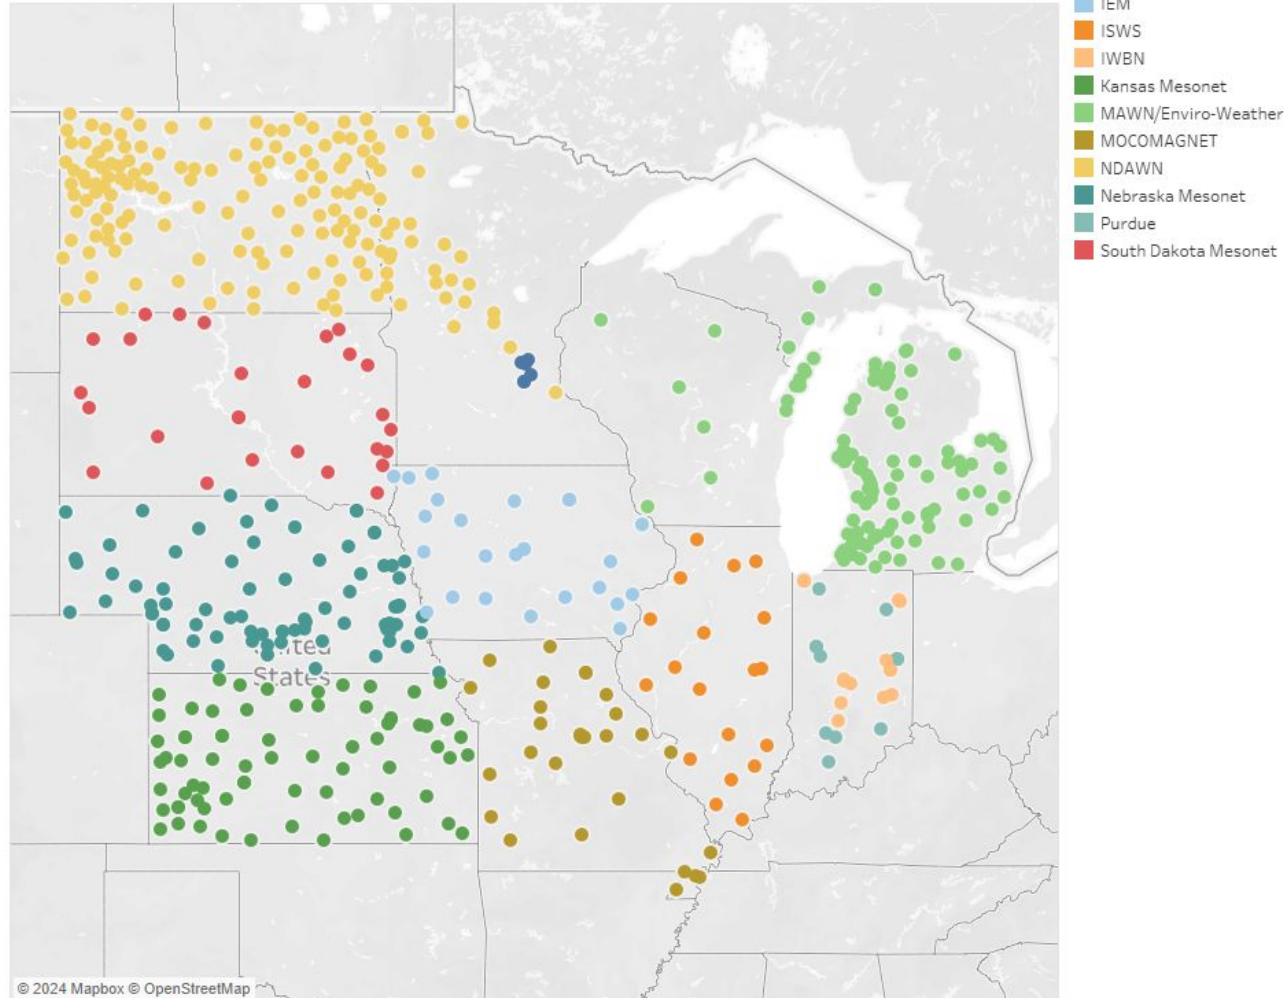 IEM
ISWS
IWBN
Kansas Mesonet
MAWN/Enviro-Weather
MOCOMAGNET
NDAWN
Nebraska Mesonet
Purdue
South Dakota Mesonet
United
States
© 2024 Mapbox © OpenStreetMap